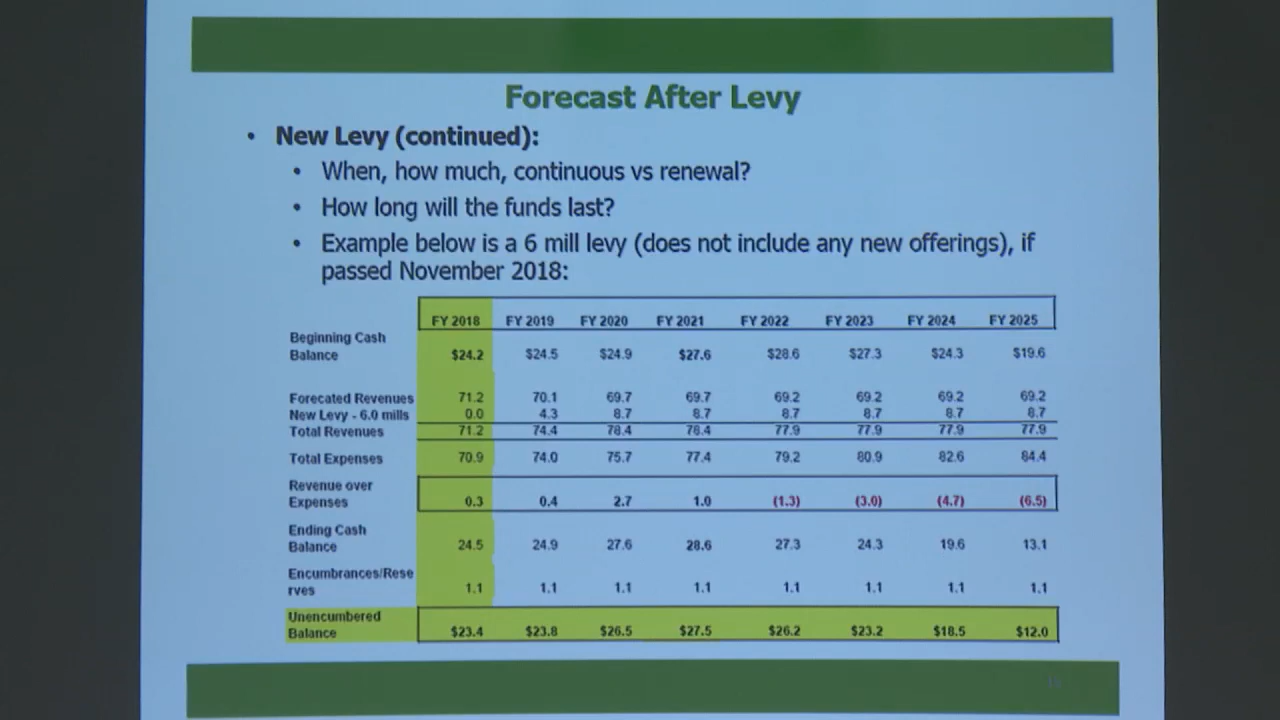 Forecast After Levy
• New Levy (continued):
• When, how much, continuous vs renewal?
• How long will the funds last?
• Example below is a 6 mill levy (does not include any new offerings), if
passed November 2018:
FY 2018 FY 2019 FY 2020 FY 2021 FY 2022 FY 2023 FY 2024 FY 2025
Beginning Cash
Balance $24.2 $24.5 $24.9 $27.6 $28.6 $27.3 $24.3 $19.6
Forecated Revenues 71.2 70.1 69.7 69.7 69.2 69.2 69.2 69.2
New Levy - 6.0 mills 0.0 4.3 8.7 8.7 8.7 8.7 8.7 8.7
Total Revenues 71.2 74.4 78.4 78.4 77.9 77.9 77.9 77.9
Total Expenses 70.9 74.0 75.7 77.4 79.2 80.9 82.6 84.4
Revenue over
Expenses 0.3 0.4 2.7 1.0 (1.3) (3.0) (4.7) (6.5)
Ending Cash
Balance 24.5 24.9 27.6 28.6 27.3 24.3 19.6 13.1
Encumbrances/Rese
rves 1.1 1.1 1.1 1.1 1.1 1.1 1.1 1.1
Unencumbered
Balance $23.4 $23.8 $26.5 $27.5 $26.2 $23.2 $18.5 $12.0